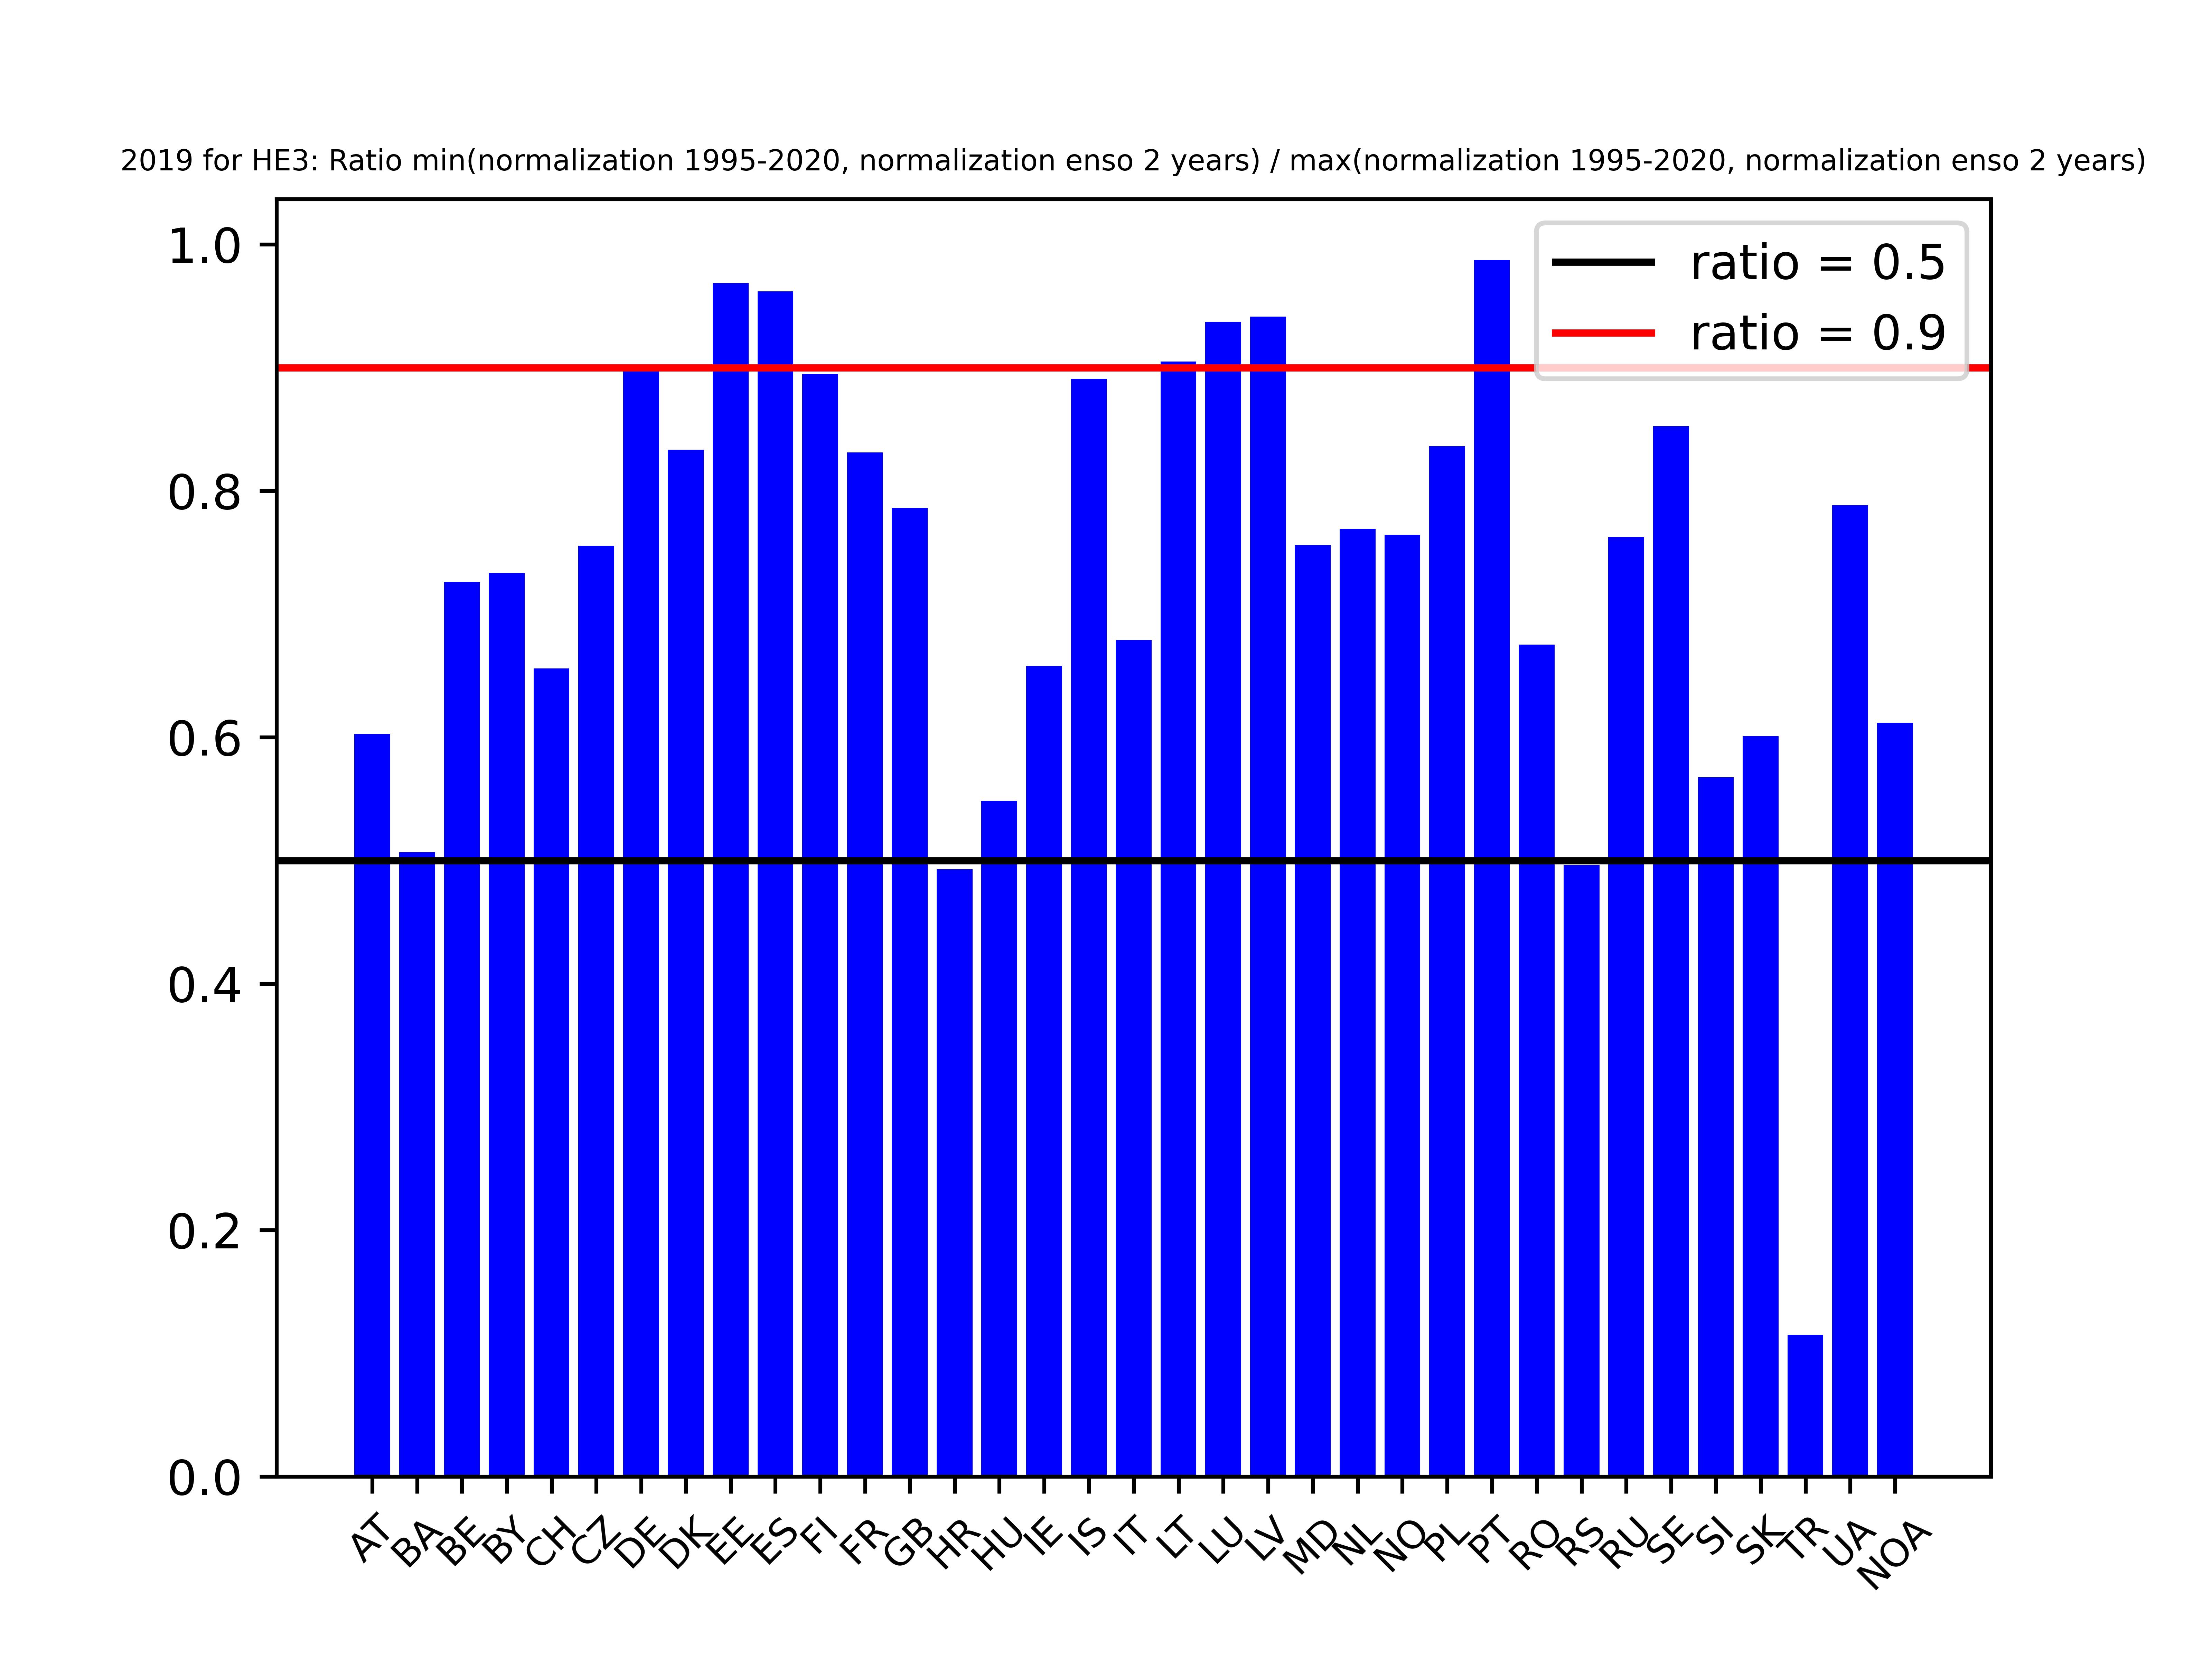 2019 for HE3: Ratio min(normalization 1995-2020, normalization enso 2 years) / max(normalization 1995-2020, normalization enso 2 years)
ratio = 0.5
ratio = 0.9
1.0
0.8
0.6
0.4
0.2
0.0
AT BA BE BY CH CZ DE DK EE ES FI FR GB HR HU IE IS IT LT LU LV MD NL NO PL PT RO RS RU SE SI SK TR UA NOA